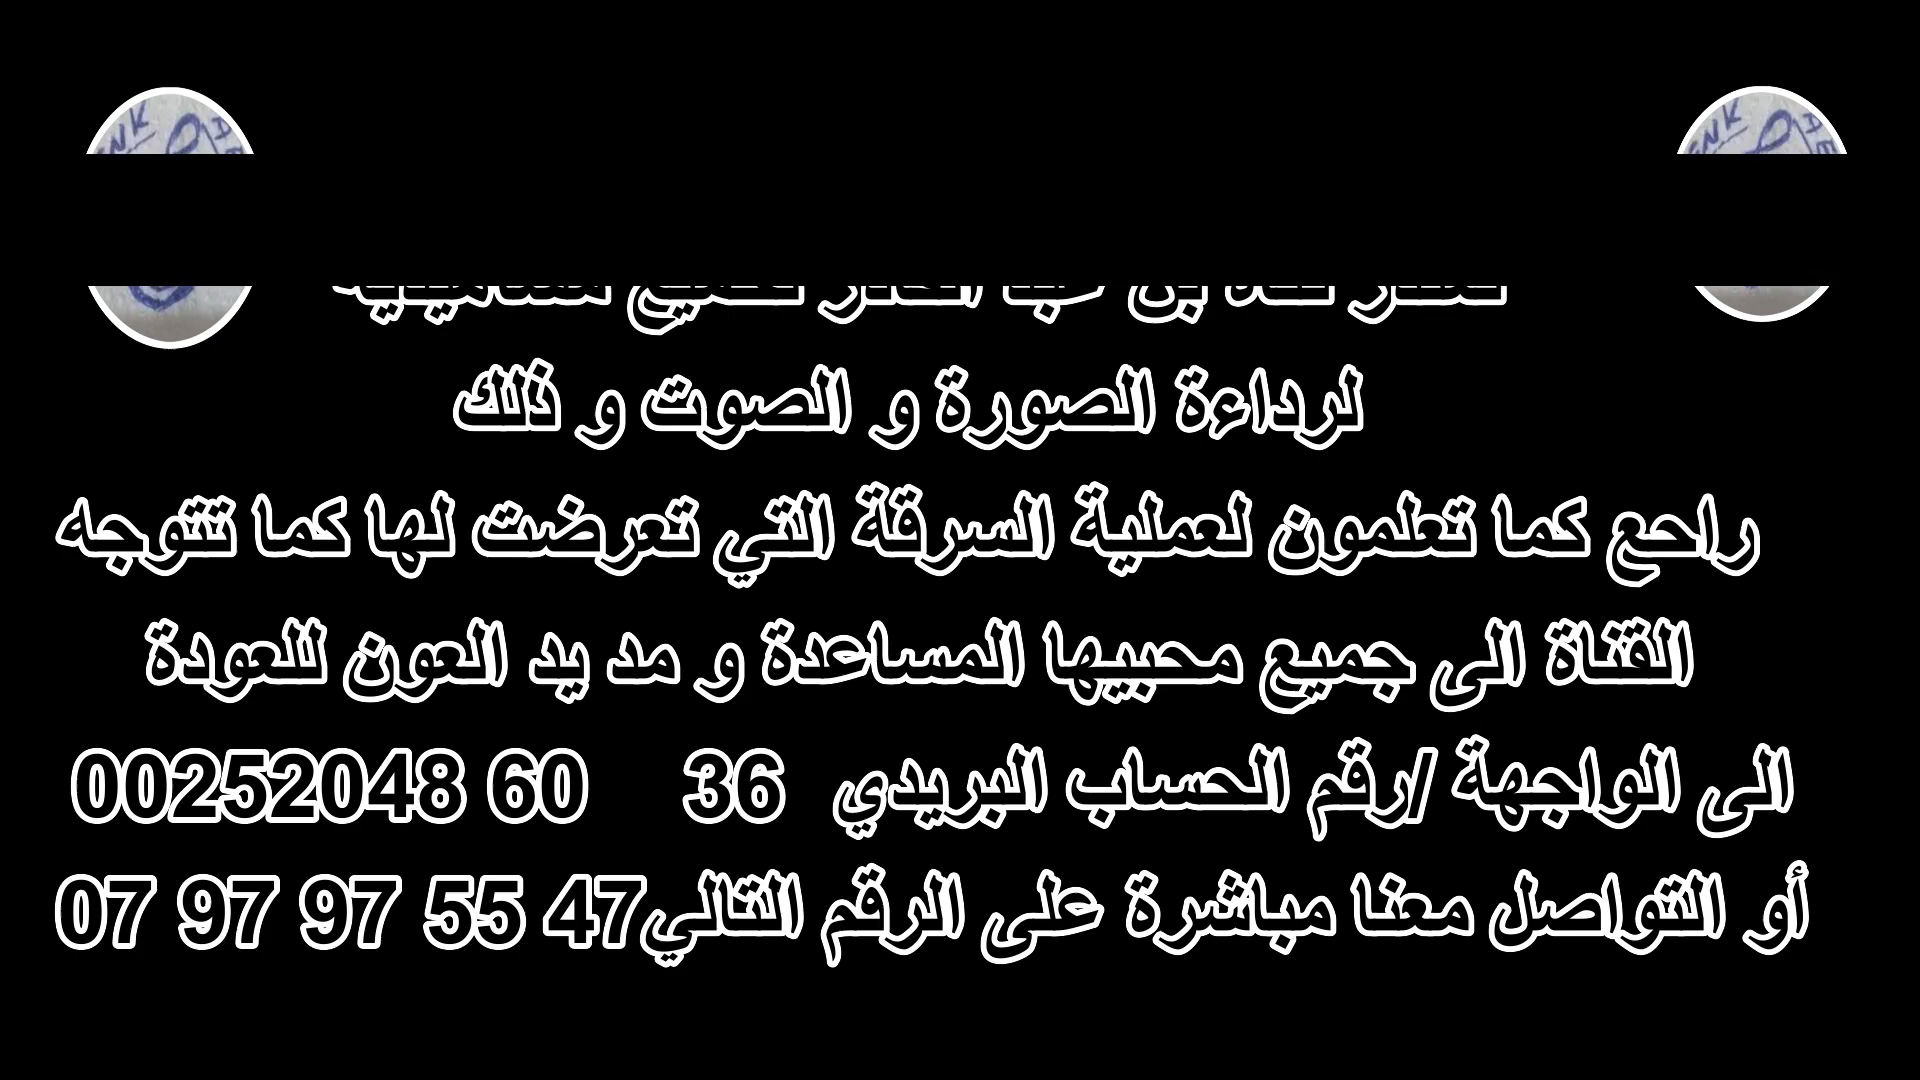 لرداءة الصورة و الصوت و ذلك
راحع كما تعلمون لعملية السرقة التي تعرضت لها كما تتوجه
القناة الى جميع محبيها المساعدة و مد يد العون للعودة
الى الواجهة /رقم الحساب البريدي 36 60 00252048
أو التواصل معنا مباشرة على الرقم التالي47 55 97 97 07